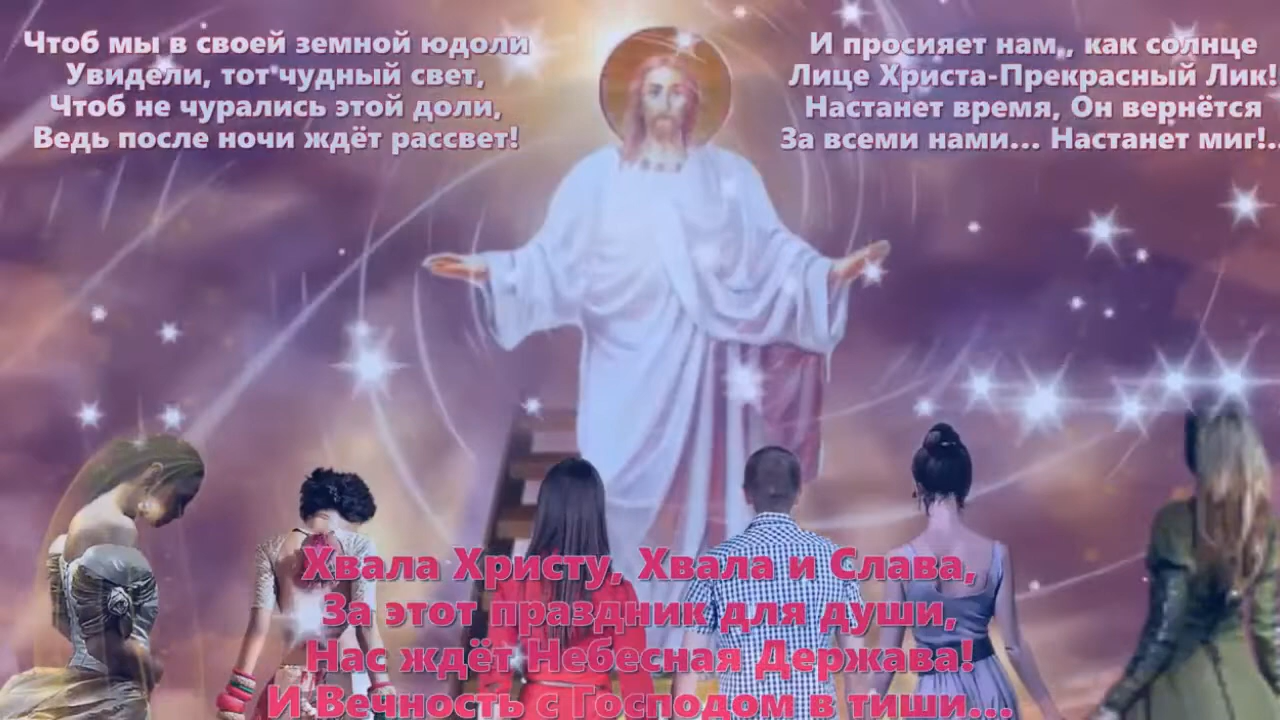 Чтоб мы в своей земной юдоли
Увидели, тот чудный свет,
Чтоб не чурались этой доли,
Ведь после ночи ждёт рассвет!
И просияет нам , как солнце
Лице Христа-Прекрасный Лик!
Настанет время, Он вернётся
За всеми нами... Настанет миг!..
Хвала Христу, Хвала и Слава,
За этот праздник для души,
Нас ждёт Небесная Держава!
И Вечность с Господом в тиши...